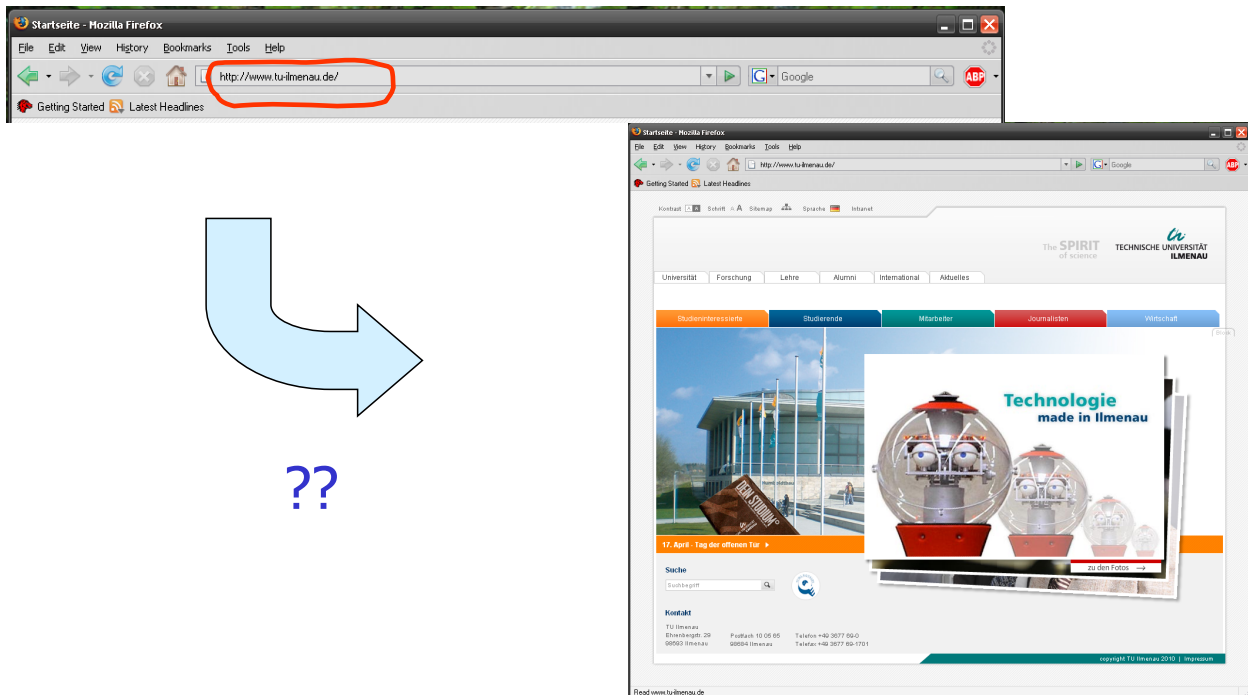 Startseite - Mozilla Firefox
File Edit View History Bookmarks Tools Help
http://www.tu-ilmenau.de/
G Google
ABP
Getting Started Latest Headlines
??
Startseite - Mozilla Firefox
File Edit View History Bookmarks Tools Help
http://www.tu-ilmenau.de/
G Google
ABP
Getting Started Latest Headlines
Kontrast A A Schrift A A Sitemap Sprache Intranet
The SPIRIT
of science
TECHNISCHE UNIVERSITÄT
ILMENAU
Universität Forschung Lehre Alumni International Aktuelles
Studieninteressierte Studierende Mitarbeiter Journalisten Wirtschaft
Technologie
made in Ilmenau
DEIN STUDIUM
17. April - Tag der offenen Tür
zu den Fotos →
Suche
Suchbegriff
Kontakt
TU Ilmenau
Ehrenbergstr. 29 Postfach 10 05 65 Telefon +49 3677 69-0
98693 Ilmenau 98684 Ilmenau Telefax +49 3677 69-1701
copyright TU Ilmenau 2010 | Impressum
Read www.tu-ilmenau.de